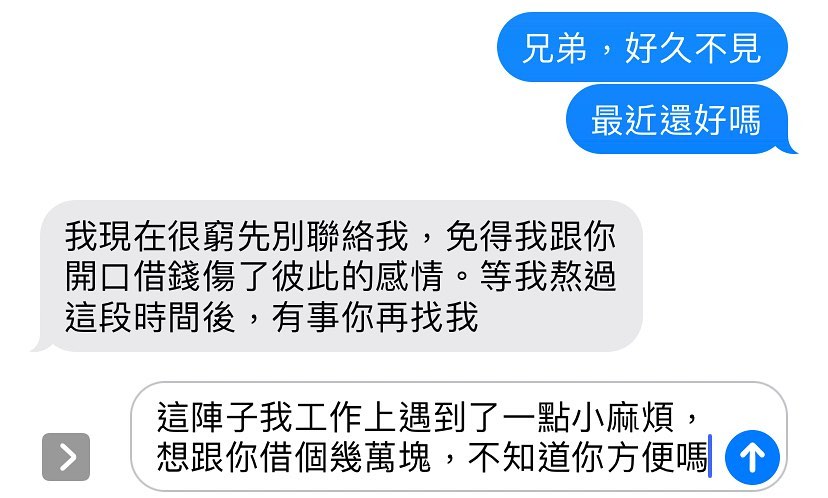 兄弟，好久不見
最近還好嗎
我現在很窮先別聯絡我，免得我跟你
開口借錢傷了彼此的感情。等我熬過
這段時間後，有事你再找我
這陣子我工作上遇到了一點小麻煩，
想跟你借個幾萬塊，不知道你方便嗎